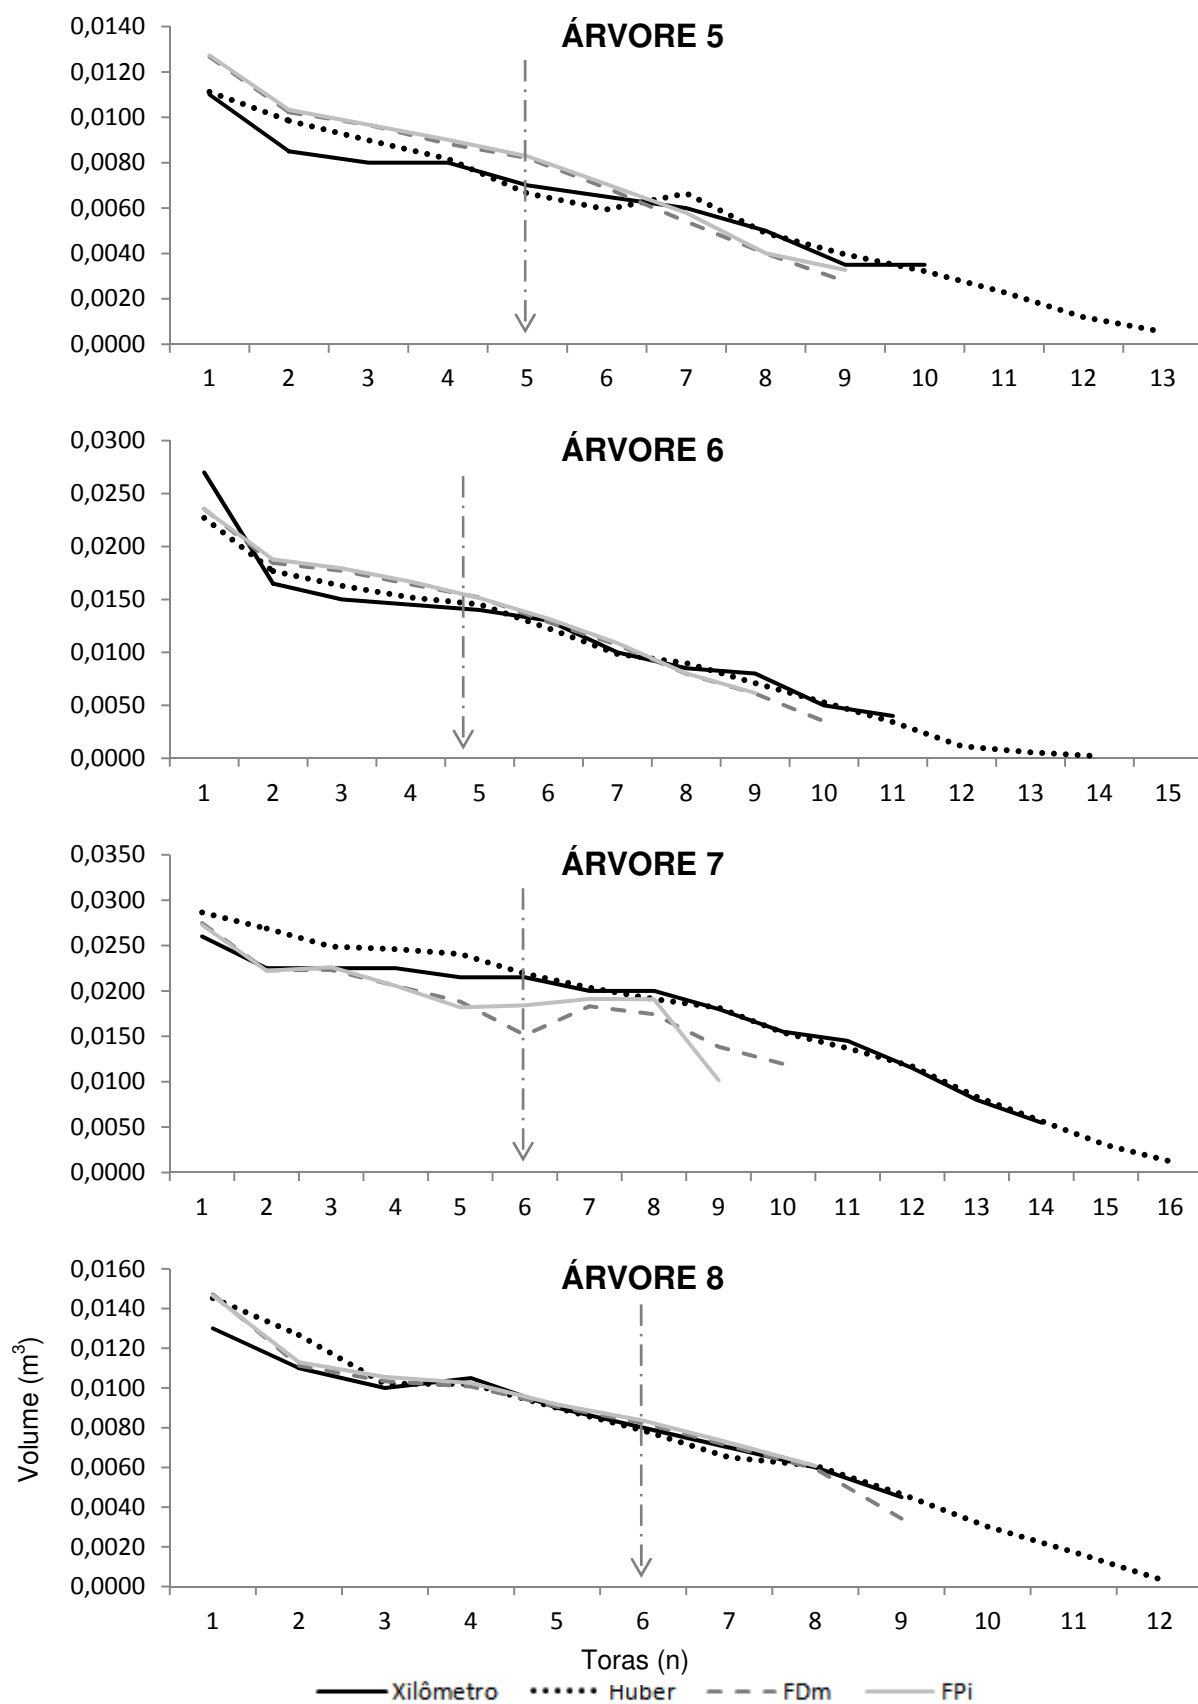 ÁRVORE 5
0,0140
0,0120
0,0100
0,0080
0,0060
0,0040
0,0020
0,0000
1 2 3 4 5 6 7 8 9 10 11 12 13
ÁRVORE 6
0,0300
0,0250
0,0200
0,0150
0,0100
0,0050
0,0000
1 2 3 4 5 6 7 8 9 10 11 12 13 14 15
ÁRVORE 7
0,0350
0,0300
0,0250
0,0200
0,0150
0,0100
0,0050
0,0000
1 2 3 4 5 6 7 8 9 10 11 12 13 14 15 16
ÁRVORE 8
0,0160
0,0140
0,0120
0,0100
0,0080
0,0060
0,0040
0,0020
0,0000
Volume (m³)
1 2 3 4 5 6 7 8 9 10 11 12
Toras (n)
Xilômetro Huber FDm FPi